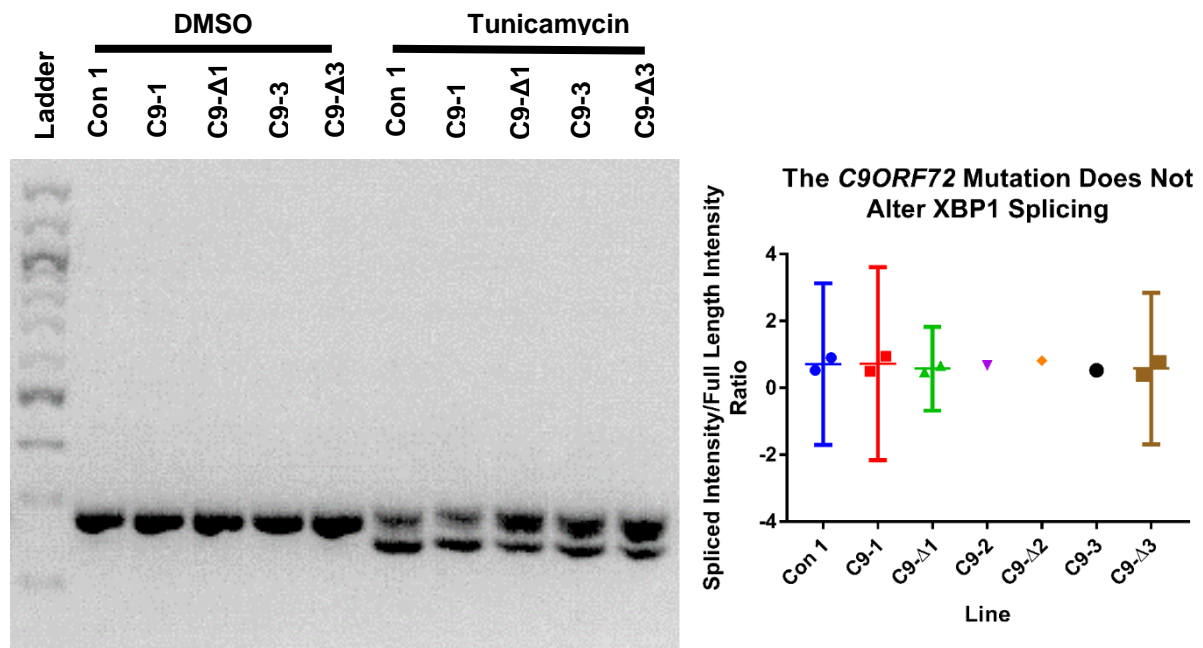 DMSO
Tunicamycin
Ladder
Con 1
C9-1
C9-Δ1
C9-3
C9-Δ3
Con 1
C9-1
C9-Δ1
C9-3
C9-Δ3
The C9ORF72 Mutation Does Not
Alter XBP1 Splicing
Spliced Intensity/Full Length Intensity
Ratio
4
2
0
-2
-4
Con 1
C9-1
C9-Δ1
C9-2
C9-Δ2
C9-3
C9-Δ3
Line